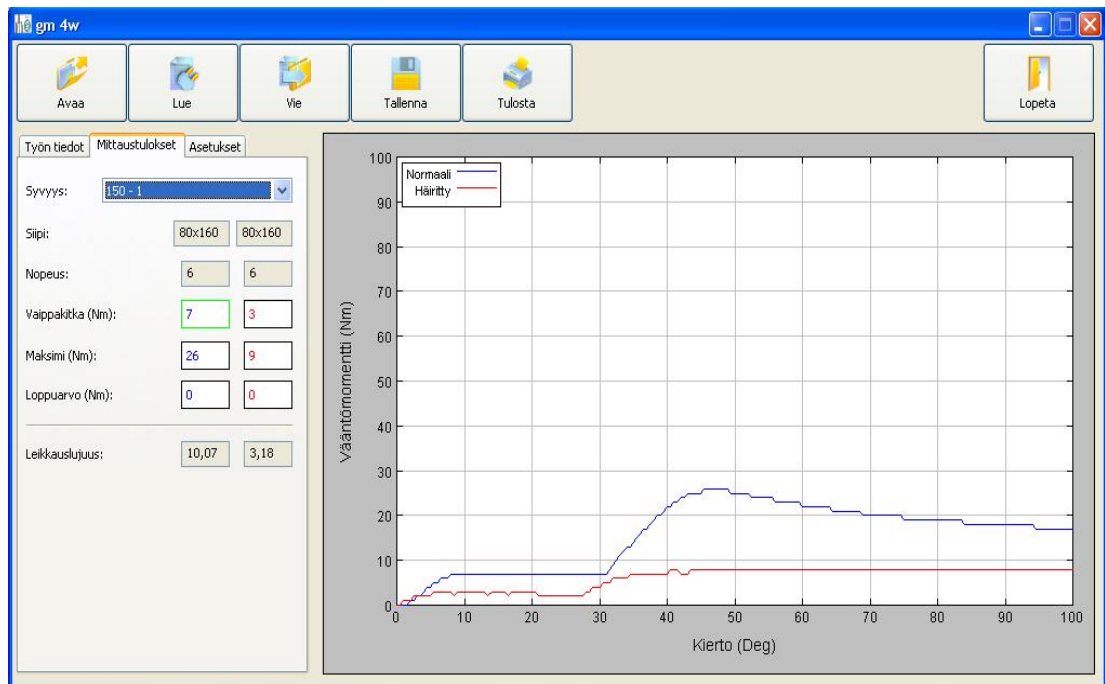 gm 4w
Avaa Lue Vie Tallenna Tulosta Lopeta
Työn tiedot Mittaustulokset Asetukset
Syvyys: 150 - 1
Siipi: 80x160 80x160
Nopeus: 6 6
Vaippakitka (Nm): 7 3
Maksimi (Nm): 26 9
Loppuarvo (Nm): 0 0
Leikkauslujuus: 10,07 3,18
Normaali
Häiritty
Vääntömomentti (Nm)
100
90
80
70
60
50
40
30
20
10
0
0 10 20 30 40 50 60 70 80 90 100
Kierto (Deg)